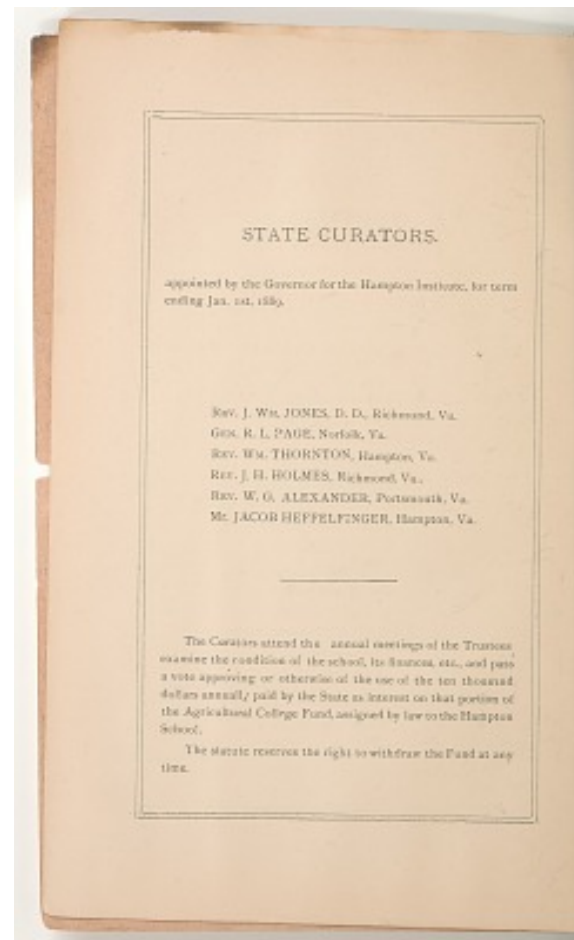 STATE CURATORS.
appointed by the Governor for the Hampton Institute, for term
ending Jan. 1st, 1889.
Rev. J. Wm. JONES, D. D., Richmond, Va.
Gen. R. L. PAGE, Norfolk, Va.
Rev. Wm. THORNTON, Hampton, Va.
Rev. J. H. HOLMES, Richmond, Va.,
Rev. W. G. ALEXANDER, Portsmouth, Va.
Mr. JACOB HEFFELFINGER, Hampton, Va.
The Curators attend the annual meetings of the Trustees
examine the condition of the school, its finances, etc., and pass
a vote approving or otherwise of the use of the ten thousand
dollars annually paid by the State as interest on that portion of
the Agricultural College Fund, assigned by law to the Hampton
School.
The statute reserves the right to withdraw the Fund at any
time.